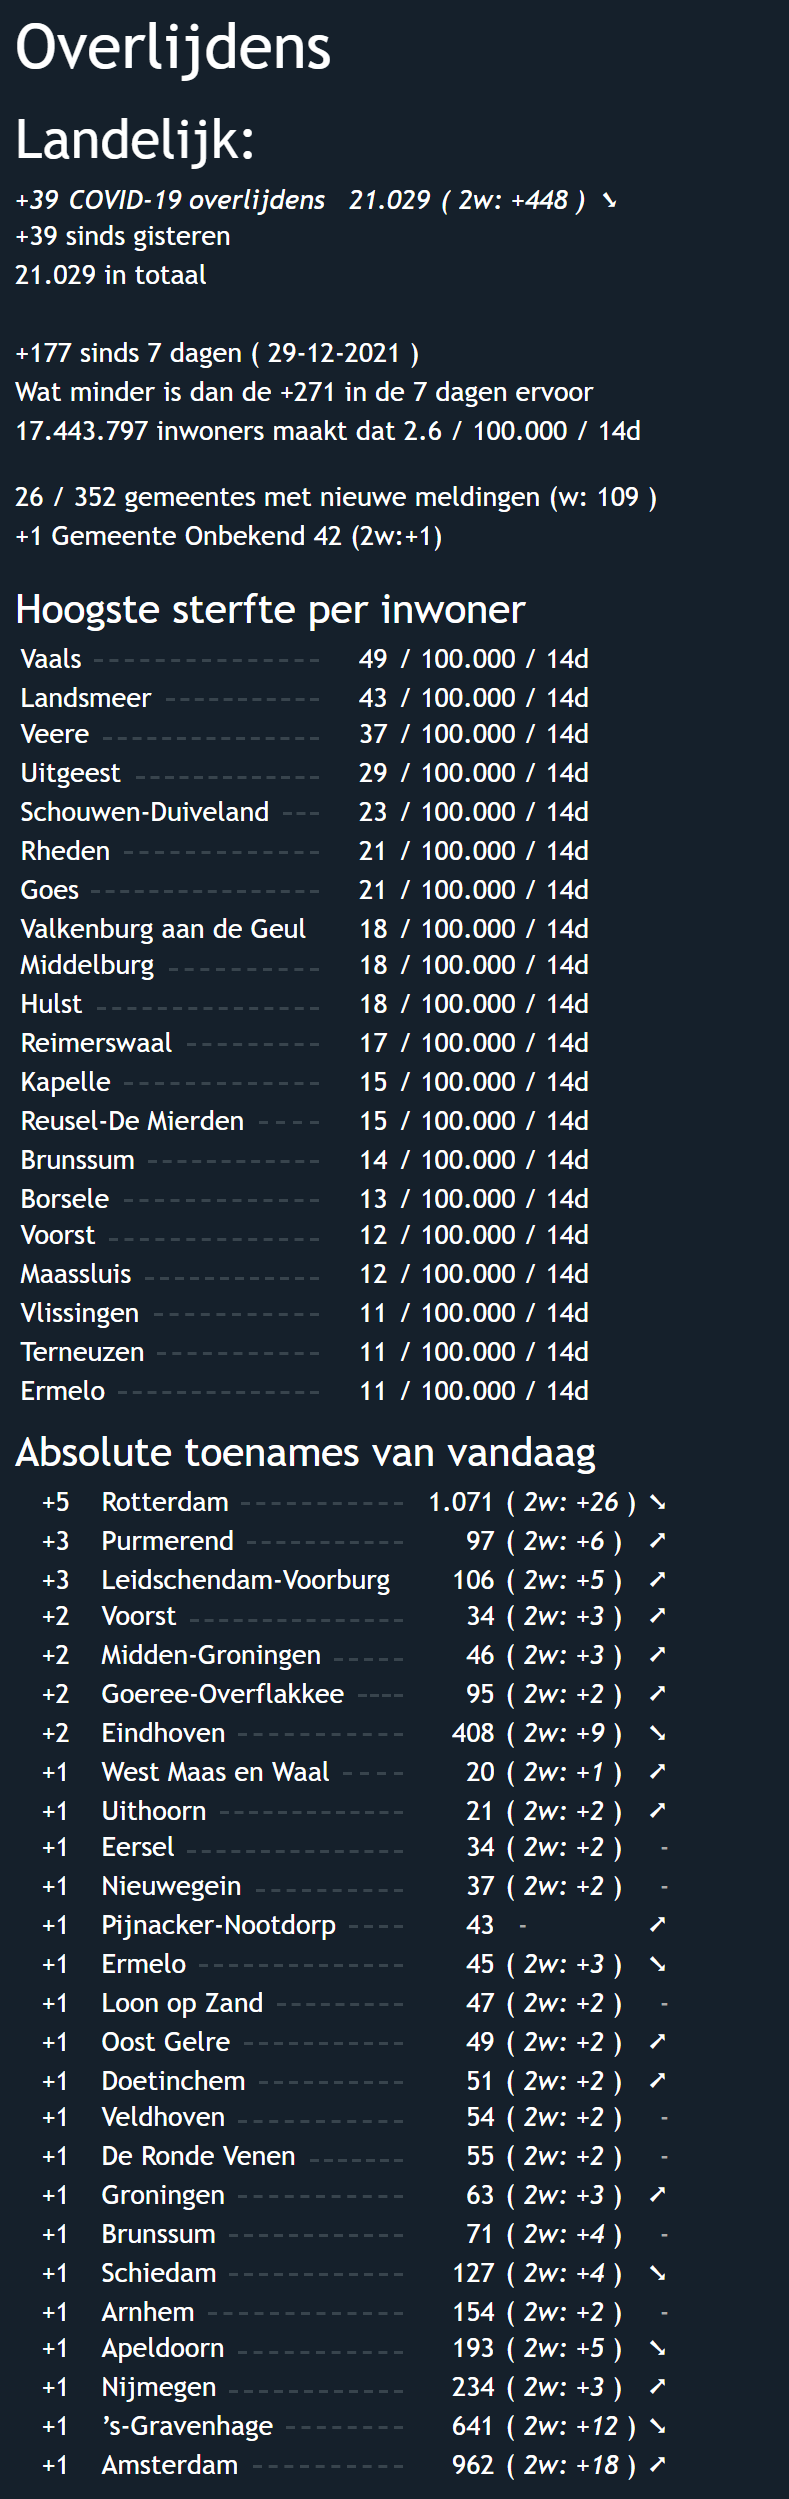 Overlijdens
Landelijk:
+39 COVID-19 overlijdens 21.029 ( 2w: +448 ) ➘
+39 sinds gisteren
21.029 in totaal
+177 sinds 7 dagen ( 29-12-2021 )
Wat minder is dan de +271 in de 7 dagen ervoor
17.443.797 inwoners maakt dat 2.6 / 100.000 / 14d
26 / 352 gemeentes met nieuwe meldingen (w: 109 )
+1 Gemeente Onbekend 42 (2w:+1)
Hoogste sterfte per inwoner
Vaals 49 / 100.000 / 14d
Landsmeer 43 / 100.000 / 14d
Veere 37 / 100.000 / 14d
Uitgeest 29 / 100.000 / 14d
Schouwen-Duiveland 23 / 100.000 / 14d
Rheden 21 / 100.000 / 14d
Goes 21 / 100.000 / 14d
Valkenburg aan de Geul 18 / 100.000 / 14d
Middelburg 18 / 100.000 / 14d
Hulst 18 / 100.000 / 14d
Reimerswaal 17 / 100.000 / 14d
Kapelle 15 / 100.000 / 14d
Reusel-De Mierden 15 / 100.000 / 14d
Brunssum 14 / 100.000 / 14d
Borsele 13 / 100.000 / 14d
Voorst 12 / 100.000 / 14d
Maassluis 12 / 100.000 / 14d
Vlissingen 11 / 100.000 / 14d
Terneuzen 11 / 100.000 / 14d
Ermelo 11 / 100.000 / 14d
Absolute toenames van vandaag
+5 Rotterdam 1.071 ( 2w: +26 ) ➘
+3 Purmerend 97 ( 2w: +6 ) ➚
+3 Leidschendam-Voorburg 106 ( 2w: +5 ) ➚
+2 Voorst 34 ( 2w: +3 ) ➚
+2 Midden-Groningen 46 ( 2w: +3 ) ➚
+2 Goeree-Overflakkee 95 ( 2w: +2 ) ➚
+2 Eindhoven 408 ( 2w: +9 ) ➘
+1 West Maas en Waal 20 ( 2w: +1 ) ➚
+1 Uithoorn 21 ( 2w: +2 ) ➚
+1 Eersel 34 ( 2w: +2 ) -
+1 Nieuwegein 37 ( 2w: +2 ) -
+1 Pijnacker-Nootdorp 43 - ➚
+1 Ermelo 45 ( 2w: +3 ) ➘
+1 Loon op Zand 47 ( 2w: +2 ) -
+1 Oost Gelre 49 ( 2w: +2 ) ➚
+1 Doetinchem 51 ( 2w: +2 ) ➚
+1 Veldhoven 54 ( 2w: +2 ) -
+1 De Ronde Venen 55 ( 2w: +2 ) -
+1 Groningen 63 ( 2w: +3 ) ➚
+1 Brunssum 71 ( 2w: +4 ) -
+1 Schiedam 127 ( 2w: +4 ) ➘
+1 Arnhem 154 ( 2w: +2 ) -
+1 Apeldoorn 193 ( 2w: +5 ) ➘
+1 Nijmegen 234 ( 2w: +3 ) ➚
+1 ’s-Gravenhage 641 ( 2w: +12 ) ➘
+1 Amsterdam 962 ( 2w: +18 ) ➚